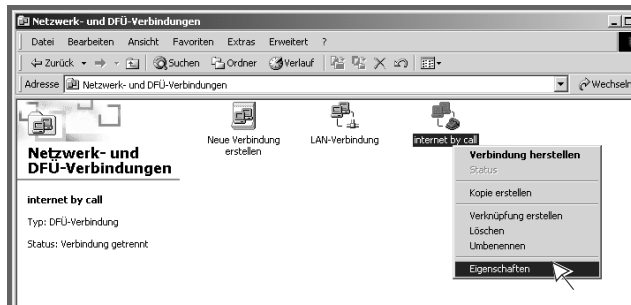 Netzwerk- und DFÜ-Verbindungen
Datei Bearbeiten Ansicht Favoriten Extras Erweitert ?
Zurück Suchen Ordner Verlauf
Adresse Netzwerk- und DFÜ-Verbindungen Wechseln
Netzwerk- und
DFÜ-Verbindungen
internet by call
Typ: DFÜ-Verbindung
Status: Verbindung getrennt
Neue Verbindung
erstellen
LAN-Verbindung
internet by call
Verbindung herstellen
Status
Kopie erstellen
Verknüpfung erstellen
Löschen
Umbenennen
Eigenschaften